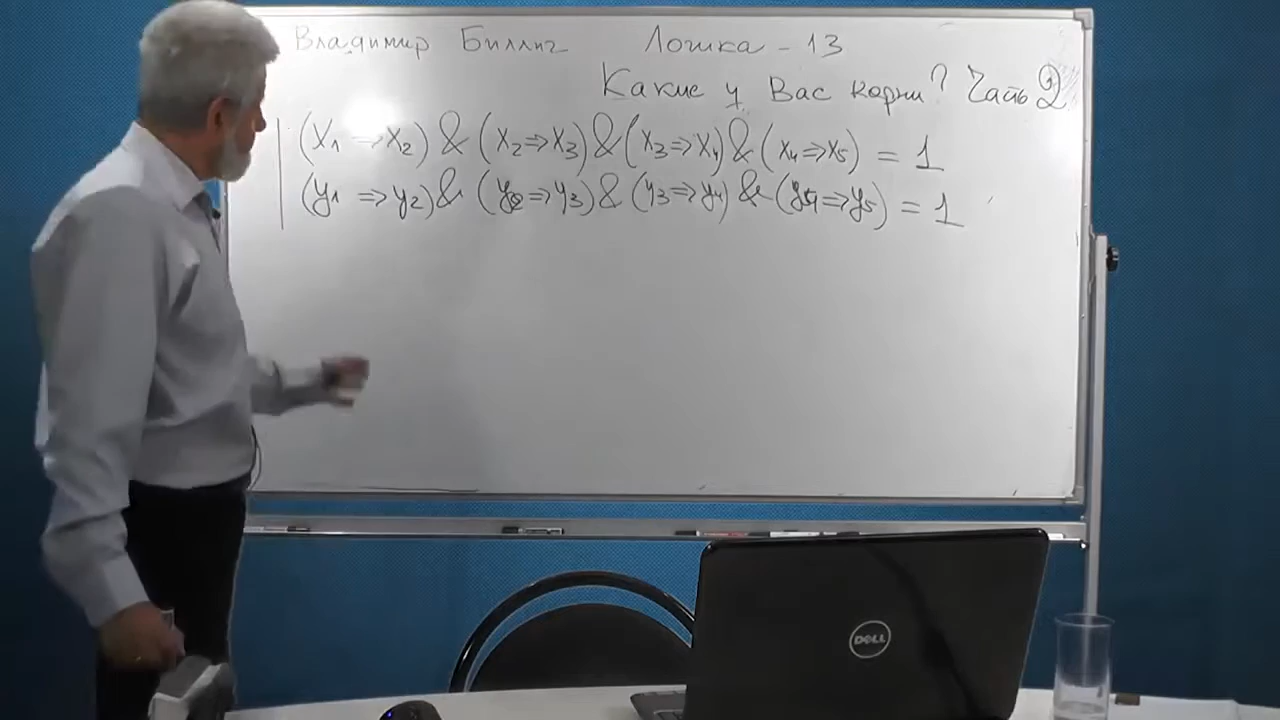 Владимир Биллиг Логика - 13
Какие у Вас корни? Часть 2
(X1 => X2) & (X2 => X3) & (X3 => X4) & (X4 => X5) = 1
(y1 => y2) & (y2 => y3) & (y3 => y4) & (y4 => y5) = 1
DELL